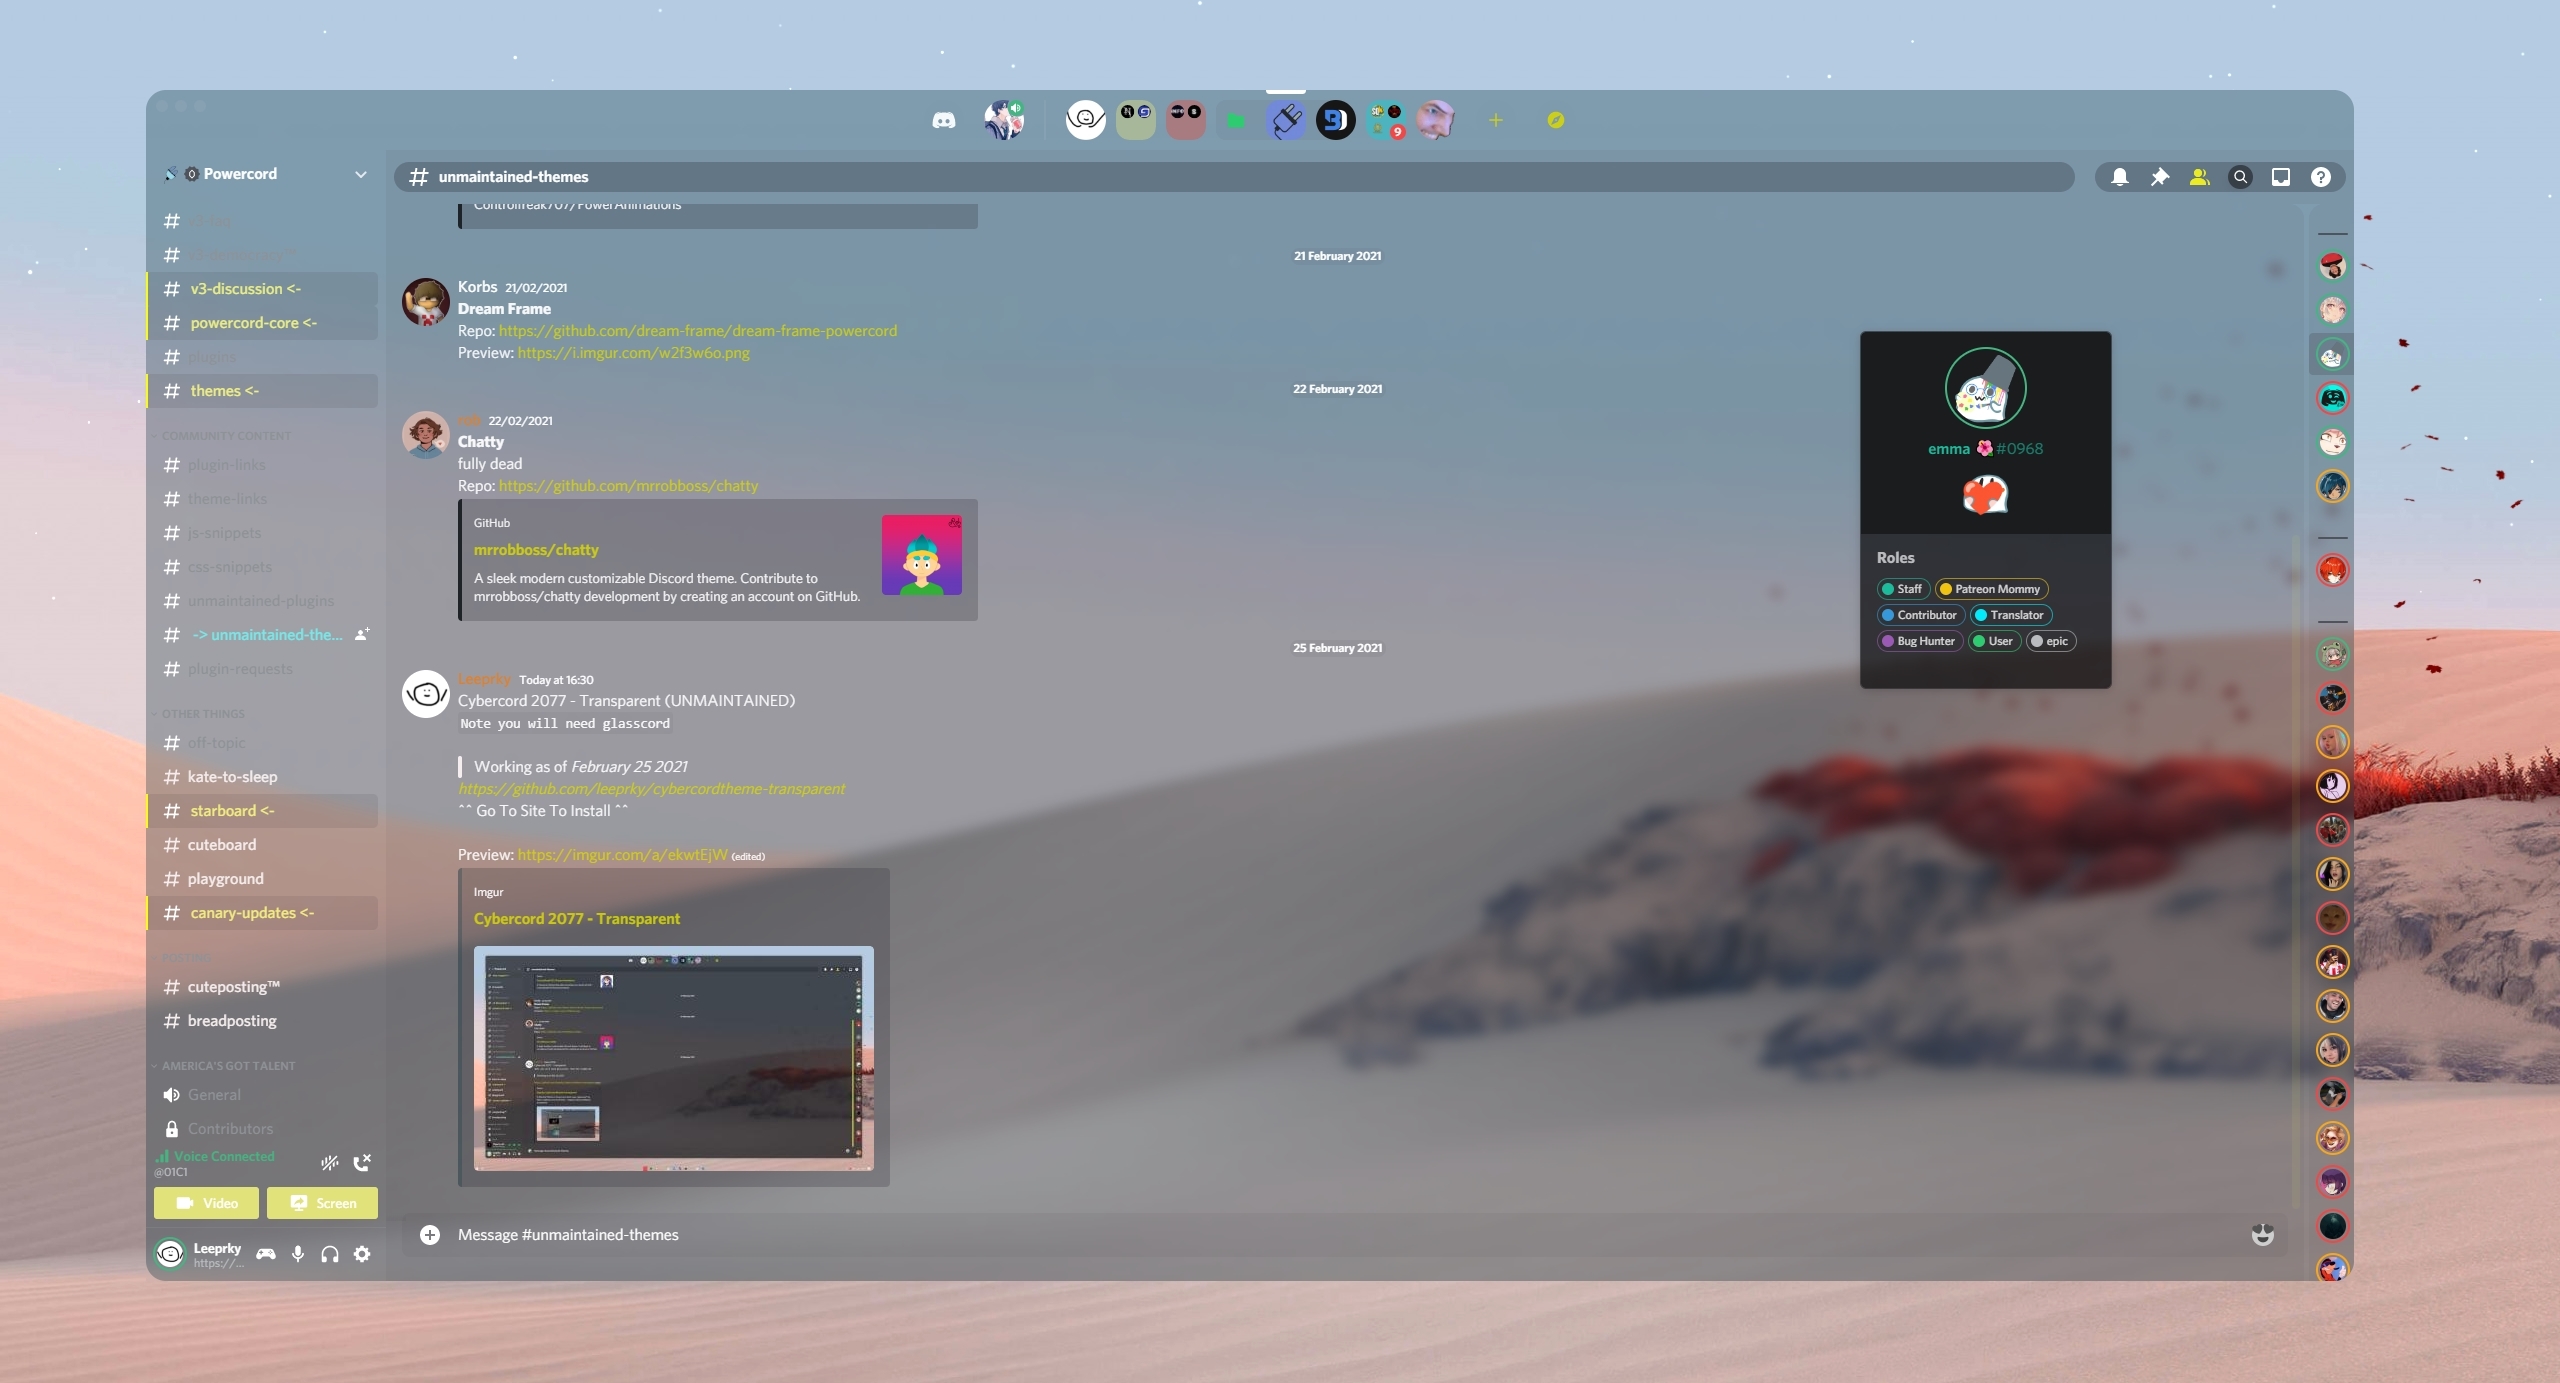 9
Powercord
unmaintained-themes
v3-discussion <-
powercord-core <-
plugins
themes <-
COMMUNITY CONTENT
plugin-links
theme-links
js-snippets
css-snippets
unmaintained-plugins
-> unmaintained-the...
plugin-requests
OTHER THINGS
off-topic
kate-to-sleep
starboard <-
cuteboard
playground
canary-updates <-
POSTING
cuteposting™
breadposting
AMERICA'S GOT TALENT
General
Contributors
Voice Connected
@01C1
Video
Screen
Leeprky
https://...
Controlfreak707/PowerAnimations
21 February 2021
Korbs 21/02/2021
Dream Frame
Repo: https://github.com/dream-frame/dream-frame-powercord
Preview: https://i.imgur.com/w2f3w6o.png
22 February 2021
22/02/2021
Chatty
fully dead
Repo: https://github.com/mrrobboss/chatty
GitHub
mrrobboss/chatty
A sleek modern customizable Discord theme. Contribute to
mrrobboss/chatty development by creating an account on GitHub.
25 February 2021
Leeprky Today at 16:30
Cybercord 2077 - Transparent (UNMAINTAINED)
Note you will need glasscord
Working as of February 25 2021
https://github.com/leeprky/cybercordtheme-transparent
^^ Go To Site To Install ^^
Preview: https://imgur.com/a/ekwtEjW (edited)
Imgur
Cybercord 2077 - Transparent
Message #unmaintained-themes
emma 🌺#0968
Roles
Staff
Patreon Mommy
Contributor
Translator
Bug Hunter
User
epic